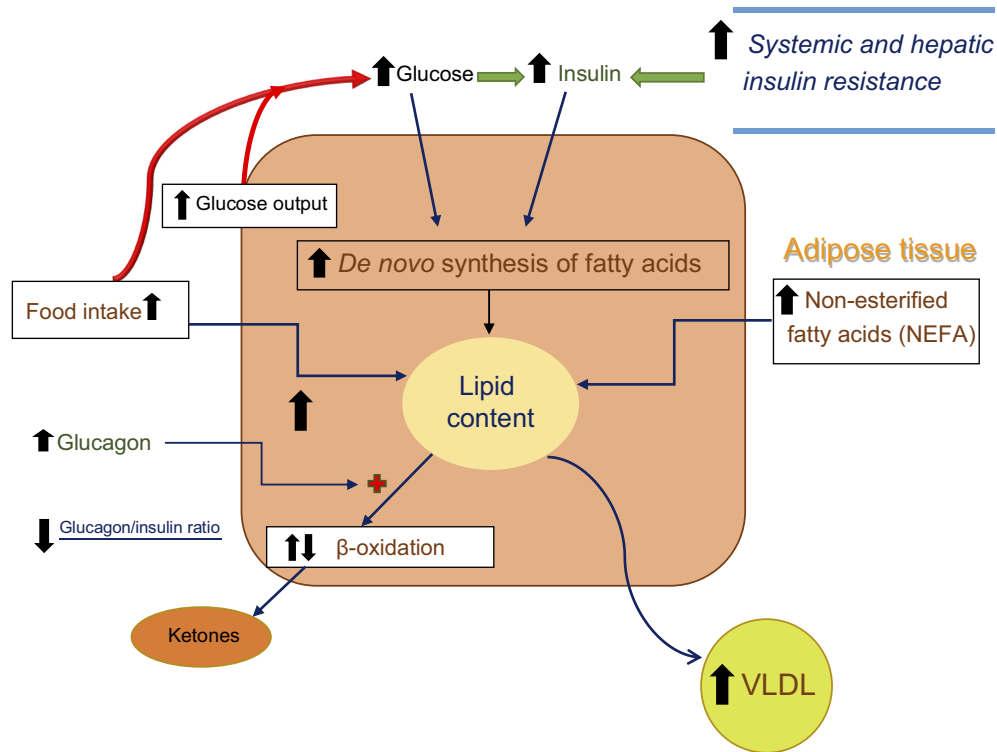 Systemic and hepatic
insulin resistance
Glucose
Insulin
Glucose output
De novo synthesis of fatty acids
Adipose tissue
Food intake
Non-esterified
fatty acids (NEFA)
Lipid
content
Glucagon
Glucagon/insulin ratio
β-oxidation
Ketones
VLDL